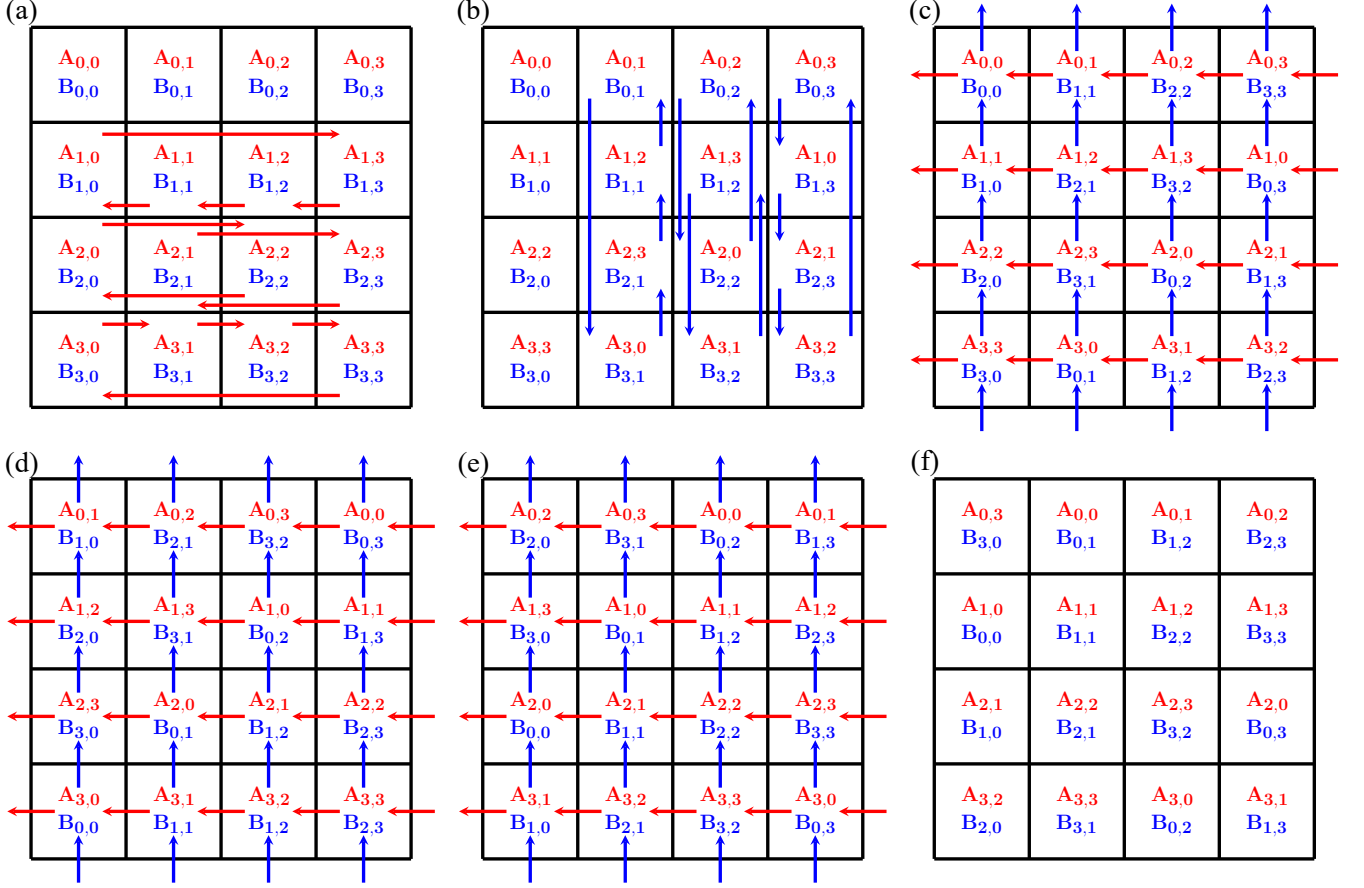 (a)
A0,0 A0,1 A0,2 A0,3
B0,0 B0,1 B0,2 B0,3
A1,0 A1,1 A1,2 A1,3
B1,0 B1,1 B1,2 B1,3
A2,0 A2,1 A2,2 A2,3
B2,0 B2,1 B2,2 B2,3
A3,0 A3,1 A3,2 A3,3
B3,0 B3,1 B3,2 B3,3
(b)
A0,0 A0,1 A0,2 A0,3
B0,0 B0,1 B0,2 B0,3
A1,1 A1,2 A1,3 A1,0
B1,0 B1,1 B1,2 B1,3
A2,2 A2,3 A2,0 A2,1
B2,0 B2,1 B2,2 B2,3
A3,3 A3,0 A3,1 A3,2
B3,0 B3,1 B3,2 B3,3
(c)
A0,0 A0,1 A0,2 A0,3
B0,0 B1,1 B2,2 B3,3
A1,1 A1,2 A1,3 A1,0
B1,0 B2,1 B3,2 B0,3
A2,2 A2,3 A2,0 A2,1
B2,0 B3,1 B0,2 B1,3
A3,3 A3,0 A3,1 A3,2
B3,0 B0,1 B1,2 B2,3
(d)
A0,1 A0,2 A0,3 A0,0
B1,0 B2,1 B3,2 B0,3
A1,2 A1,3 A1,0 A1,1
B2,0 B3,1 B0,2 B1,3
A2,3 A2,0 A2,1 A2,2
B3,0 B0,1 B1,2 B2,3
A3,0 A3,1 A3,2 A3,3
B0,0 B1,1 B1,2 B2,3
(e)
A0,2 A0,3 A0,0 A0,1
B2,0 B3,1 B0,2 B1,3
A1,3 A1,0 A1,1 A1,2
B3,0 B0,1 B1,2 B2,3
A2,0 A2,1 A2,2 A2,3
B0,0 B1,1 B2,2 B3,3
A3,1 A3,2 A3,3 A3,0
B1,0 B2,1 B3,2 B0,3
(f)
A0,3 A0,0 A0,1 A0,2
B3,0 B0,1 B1,2 B2,3
A1,0 A1,1 A1,2 A1,3
B0,0 B1,1 B2,2 B3,3
A2,1 A2,2 A2,3 A2,0
B1,0 B2,1 B3,2 B0,3
A3,2 A3,3 A3,0 A3,1
B2,0 B3,1 B0,2 B1,3